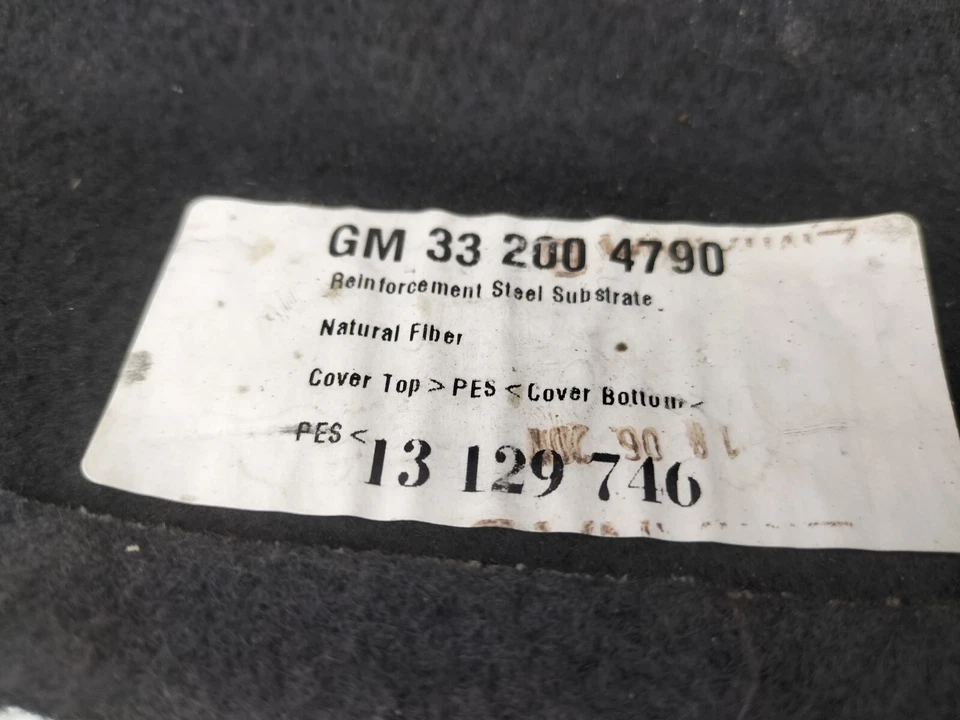 GM 33 200 4790
Reinforcement Steel Substrate
Natural Fiber
Cover Top > PES < Cover Bottom <
PES <
13 129 746